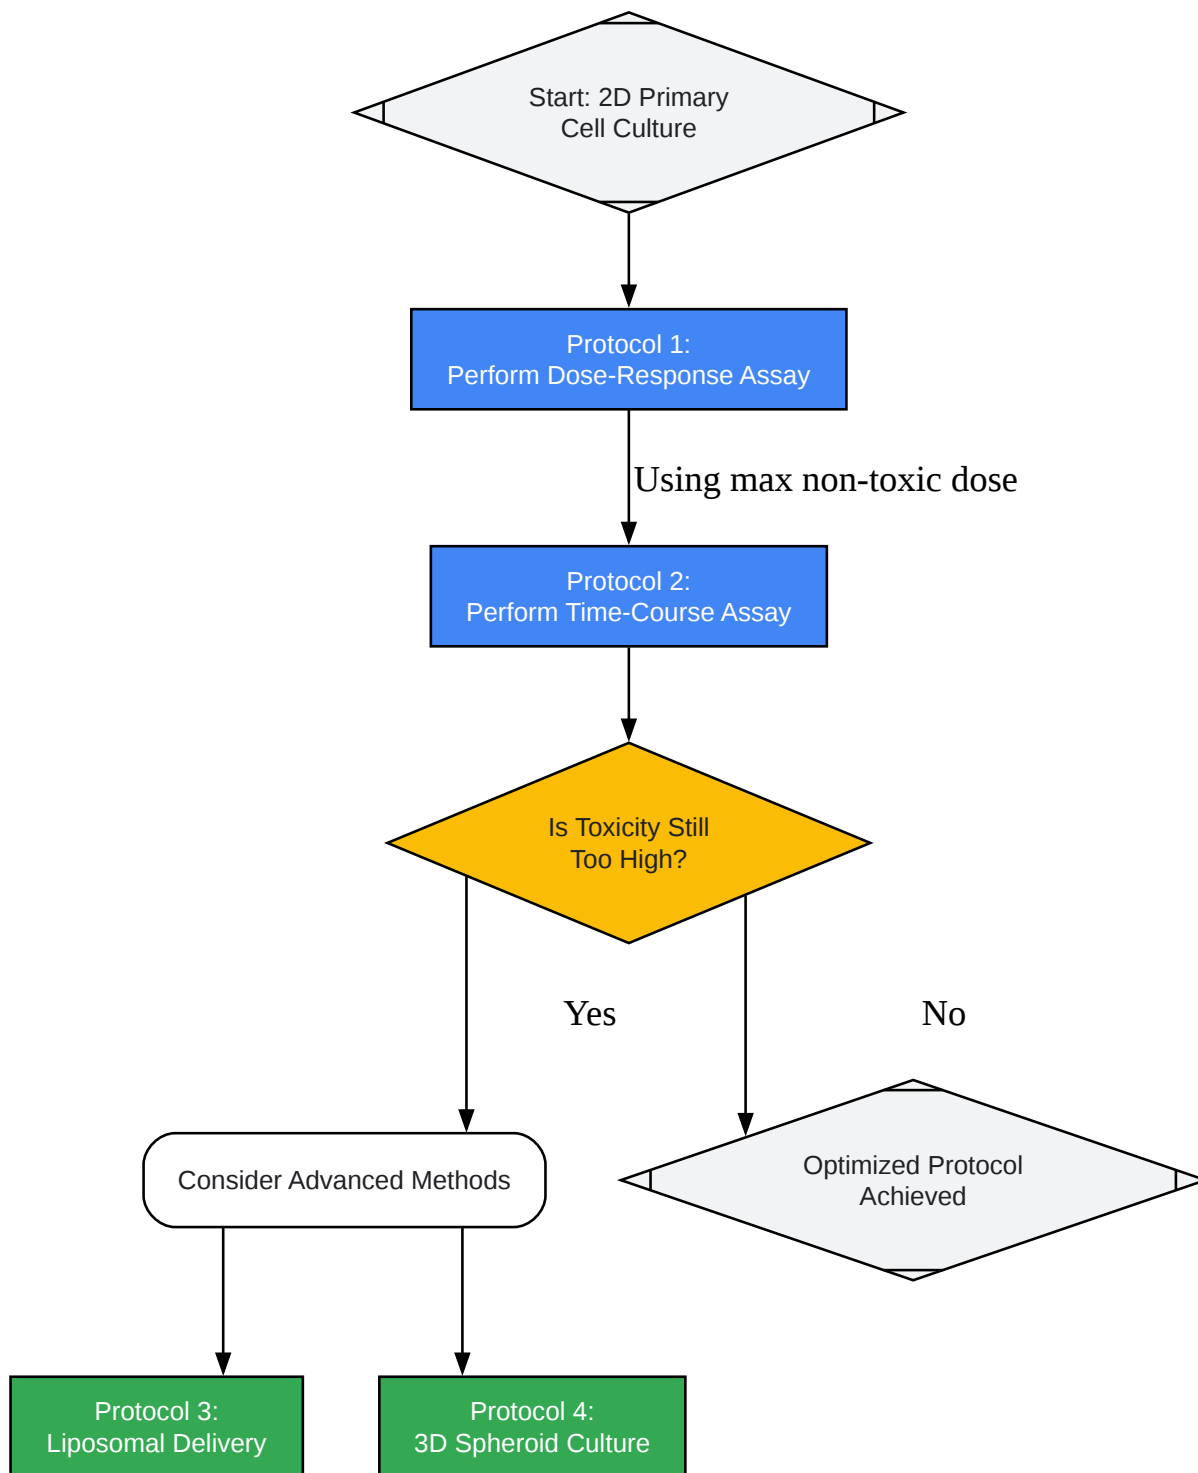 Start: 2D Primary
Cell Culture
Protocol 1:
Perform Dose-Response Assay
Using max non-toxic dose
Protocol 2:
Perform Time-Course Assay
Is Toxicity Still
Too High?
Yes
No
Consider Advanced Methods
Optimized Protocol
Achieved
Protocol 3:
Liposomal Delivery
Protocol 4:
3D Spheroid Culture